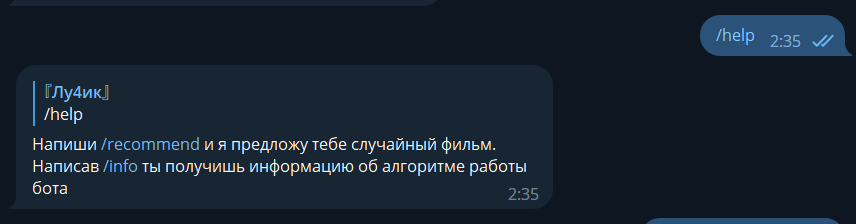 /help
2:35
『Лу4ик』
/help
Напиши /recommend и я предложу тебе случайный фильм.
Написав /info ты получишь информацию об алгоритме работы
бота
2:35